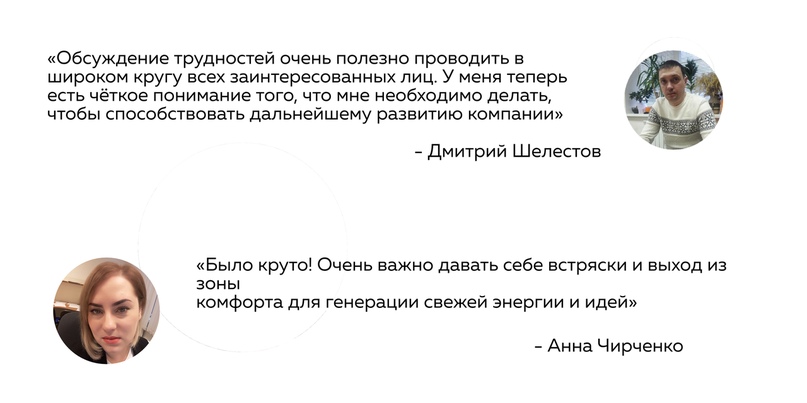 «Обсуждение трудностей очень полезно проводить в
широком кругу всех заинтересованных лиц. У меня теперь
есть чёткое понимание того, что мне необходимо делать,
чтобы способствовать дальнейшему развитию компании»
- Дмитрий Шелестов
«Было круто! Очень важно давать себе встряски и выход из
зоны
комфорта для генерации свежей энергии и идей»
- Анна Чирченко